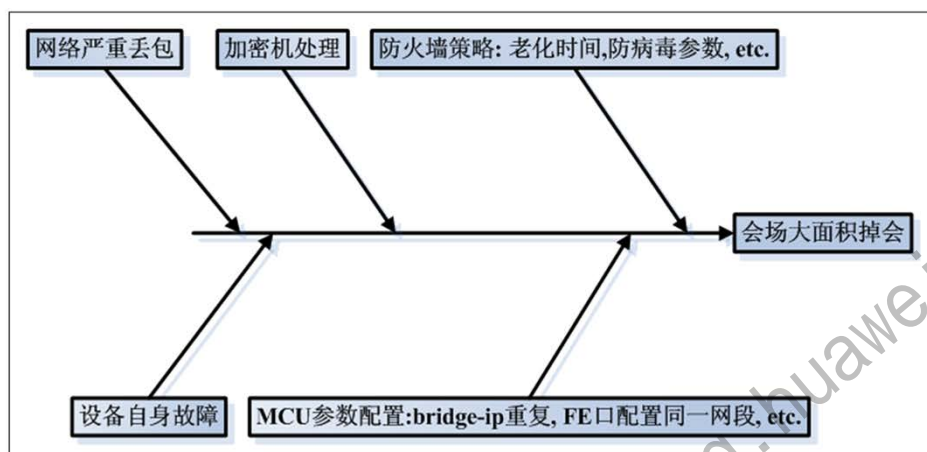 网络严重丢包
加密机处理
防火墙策略: 老化时间,防病毒参数, etc.
会场大面积掉会
设备自身故障
MCU参数配置:bridge-ip重复, FE口配置同一网段, etc.
g.huawei